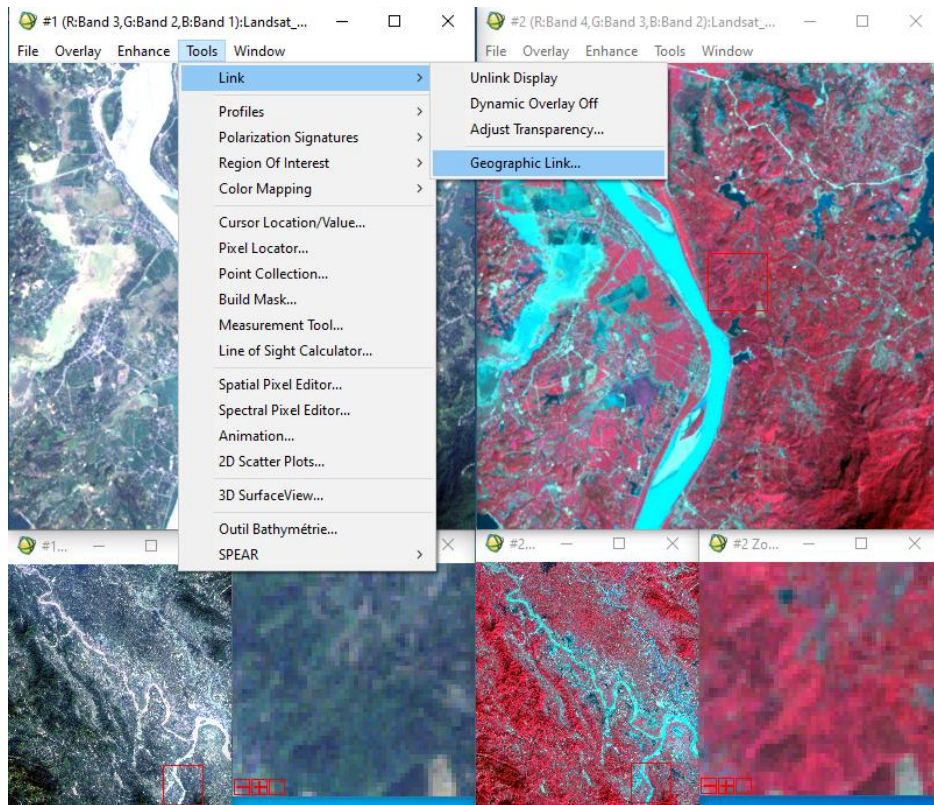 #1 (R:Band 3,G:Band 2,B:Band 1):Landsat_...
File Overlay Enhance Tools Window
Link
Profiles
Polarization Signatures
Region Of Interest
Color Mapping
Cursor Location/Value...
Pixel Locator...
Point Collection...
Build Mask...
Measurement Tool...
Line of Sight Calculator...
Spatial Pixel Editor...
Spectral Pixel Editor...
Animation...
2D Scatter Plots...
3D SurfaceView...
Outil Bathymétrie...
SPEAR
Unlink Display
Dynamic Overlay Off
Adjust Transparency...
Geographic Link...
#2 (R:Band 4,G:Band 3,B:Band 2):Landsat_...
File Overlay Enhance Tools Window
#1...
#2...
#2 Zo...